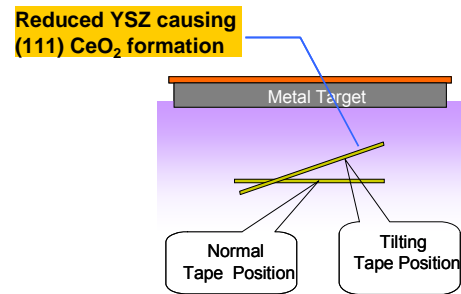 Reduced YSZ causing
(111) CeO₂ formation
Metal Target
Normal
Tape Position
Tilting
Tape Position